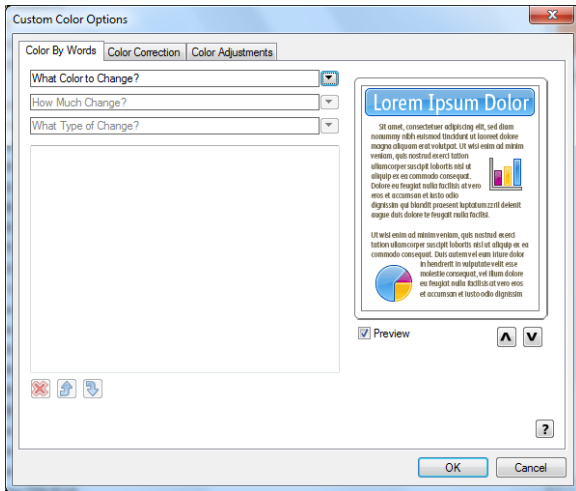 Custom Color Options
Color By Words Color Correction Color Adjustments
What Color to Change?
How Much Change?
What Type of Change?
Lorem Ipsum Dolor
Sit amet, consectetuer adipiscing elit, sed diam
nonummy nibh euismod tincidunt ut laoreet dolore
magna aliquam erat volutpat. Ut wisi enim ad minim
veniam, quis nostrud exerci tation
ullamcorper suscipit lobortis nisl ut
aliquip ex ea commodo consequat.
Dolore eu feugiat nulla facilisis at vero
eros et accumsan et iusto odio
dignissim qui blandit praesent luptatum zzril delenit
augue duis dolore te feugait nulla facilisi.
Ut wisi enim ad minim veniam, quis nostrud exerci
tation ullamcorper suscipit lobortis nisl ut aliquip ex ea
commodo consequat. Duis autem vel eum iriure dolor
in hendrerit in vulputate velit esse
molestie consequat, vel illum dolore
eu feugiat nulla facilisis at vero eros
et accumsan et iusto odio dignissim
Preview
?
OK Cancel